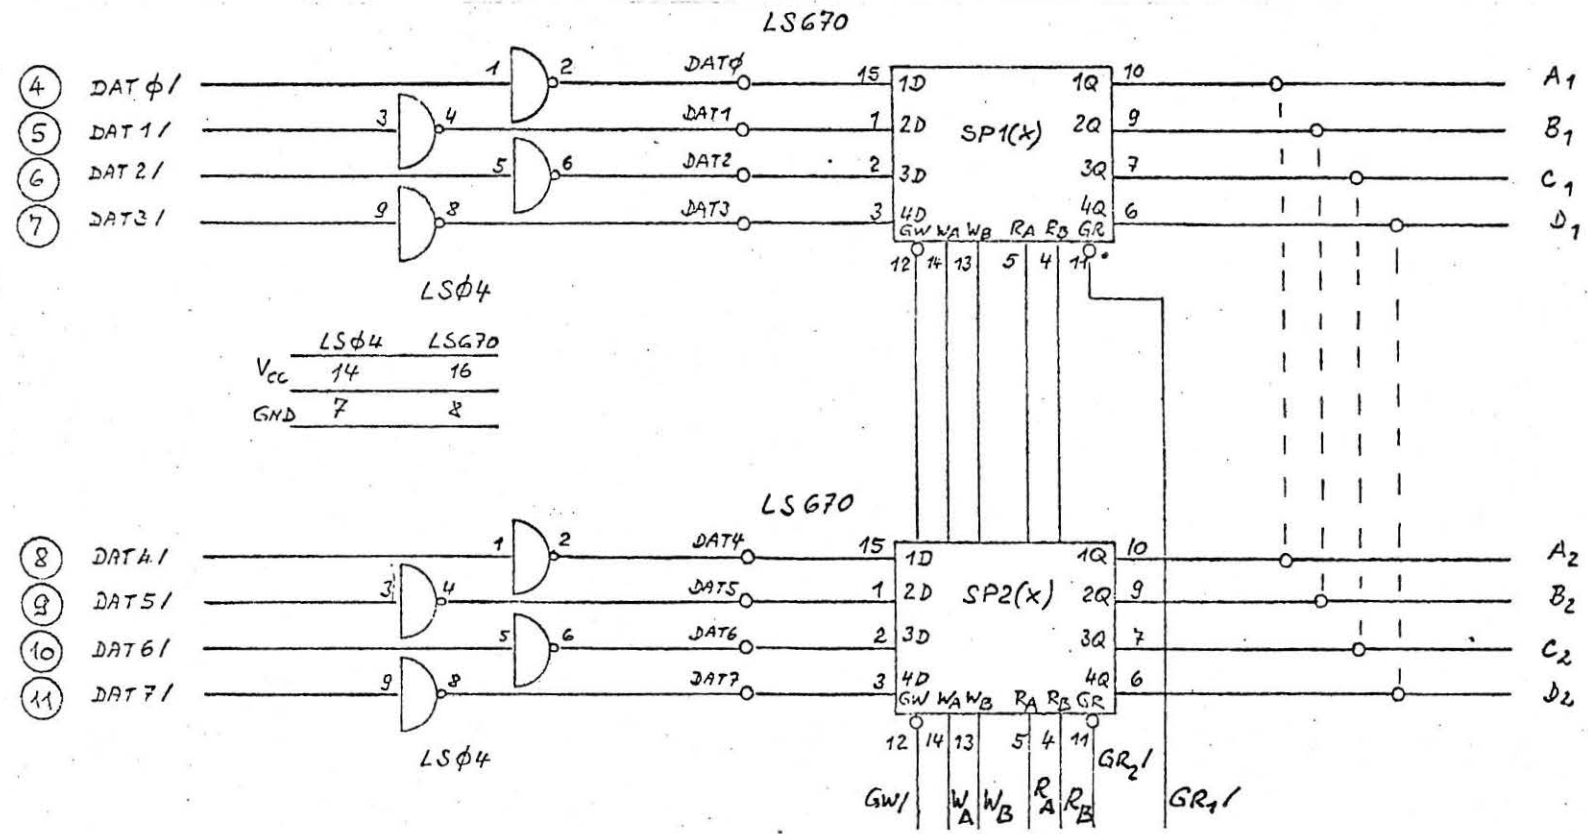 LS670
4 DATφ/ 1 2 DATφ 15 1D 1Q 10 A1
5 DAT1/ 3 4 DAT1 1 2D SP1(X) 2Q 9 B1
6 DAT2/ 5 6 DAT2 2 3D 3Q 7 C1
7 DAT3/ 9 8 DAT3 3 4D 4Q 6 D1
GW WA WB RA RB GR
12 14 13 5 4 11
LSφ4
LSφ4 LS670
Vcc 14 16
GND 7 8
LS670
8 DAT4/ 1 2 DAT4 15 1D 1Q 10 A2
9 DAT5/ 3 4 DAT5 1 2D SP2(X) 2Q 9 B2
10 DAT6/ 5 6 DAT6 2 3D 3Q 7 C2
11 DAT7/ 9 8 DAT7 3 4D 4Q 6 D2
GW WA WB RA RB GR
12 14 13 5 4 11
LSφ4
GW/ WA WB RA RB GR2/ GR1/